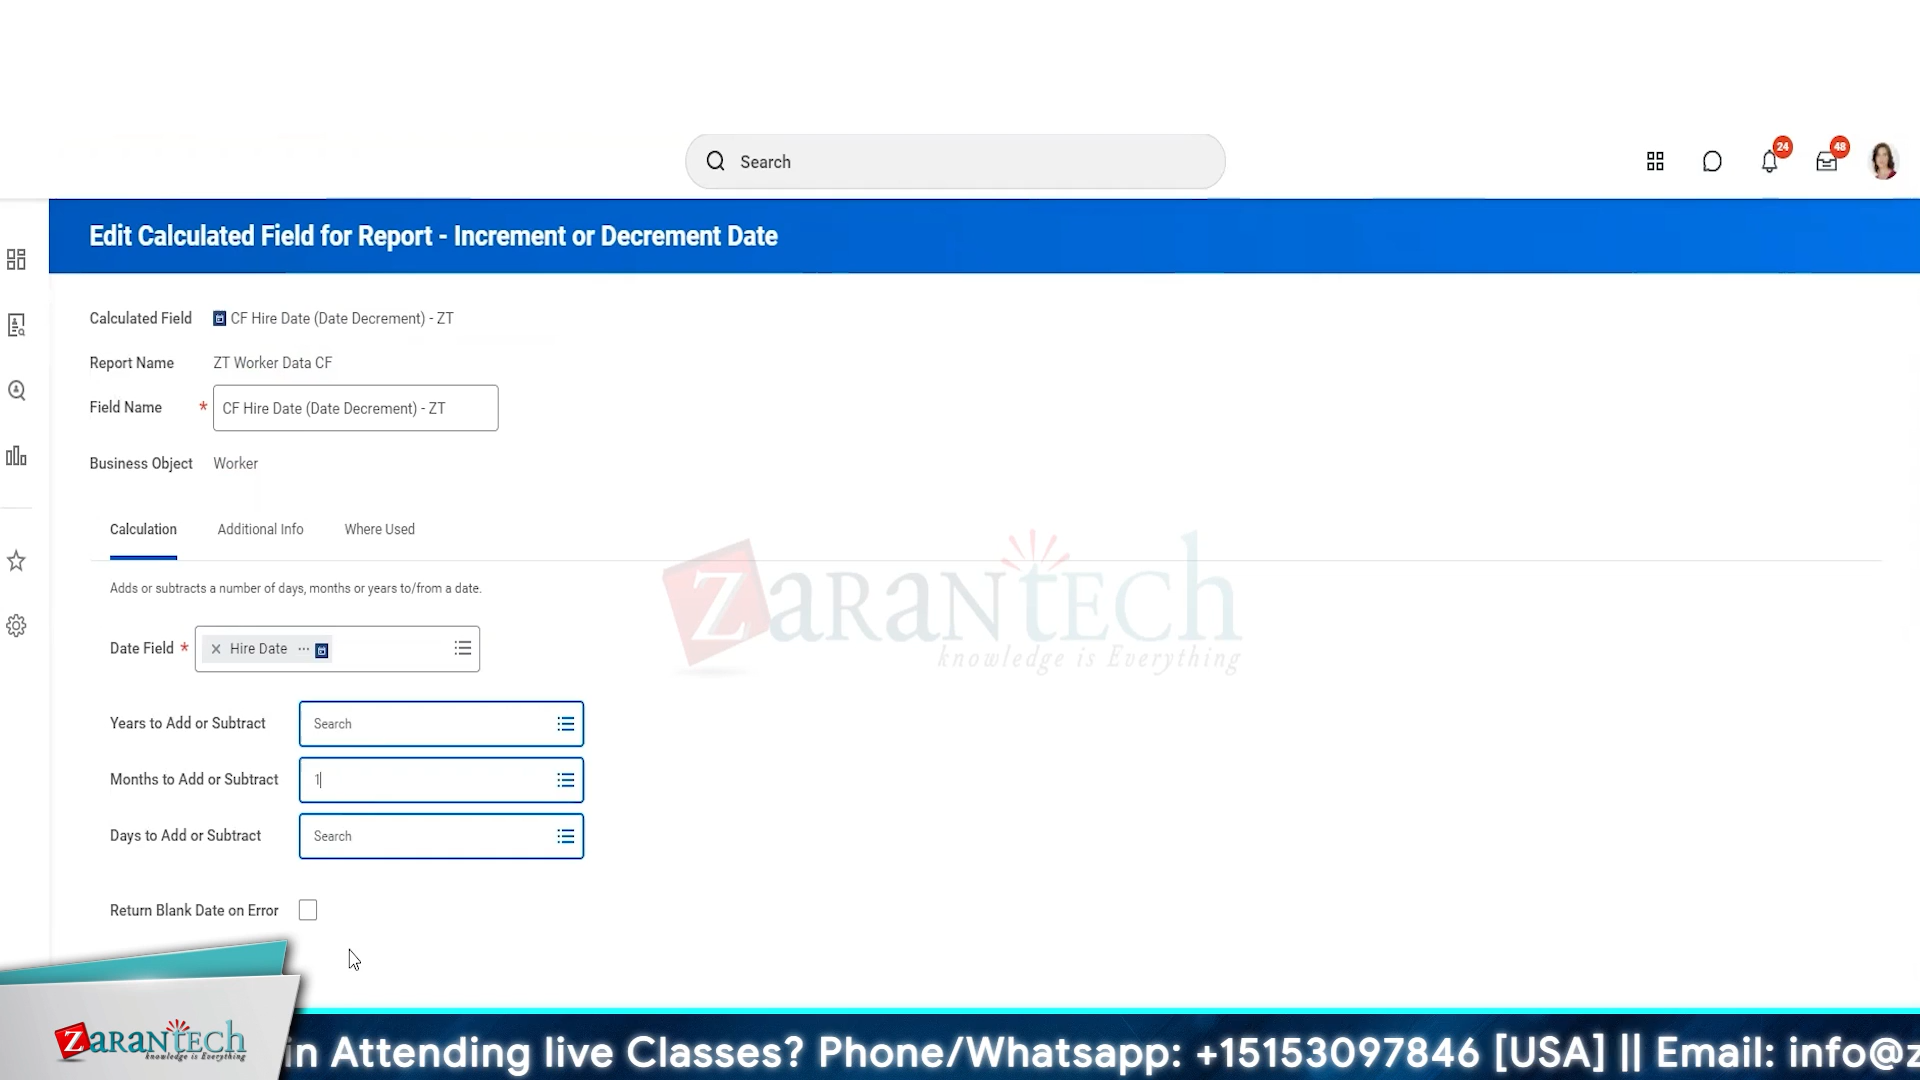 Search
24
48
Edit Calculated Field for Report - Increment or Decrement Date
Calculated Field CF Hire Date (Date Decrement) - ZT
Report Name ZT Worker Data CF
Field Name * CF Hire Date (Date Decrement) - ZT
Business Object Worker
Calculation Additional Info Where Used
Adds or subtracts a number of days, months or years to/from a date.
Date Field * × Hire Date ...
Years to Add or Subtract Search
Months to Add or Subtract 1
Days to Add or Subtract Search
Return Blank Date on Error
ZaranTech
knowledge is Everything
ZaranTech
knowledge is Everything
in Attending live Classes? Phone/Whatsapp: +15153097846 [USA] || Email: info@z